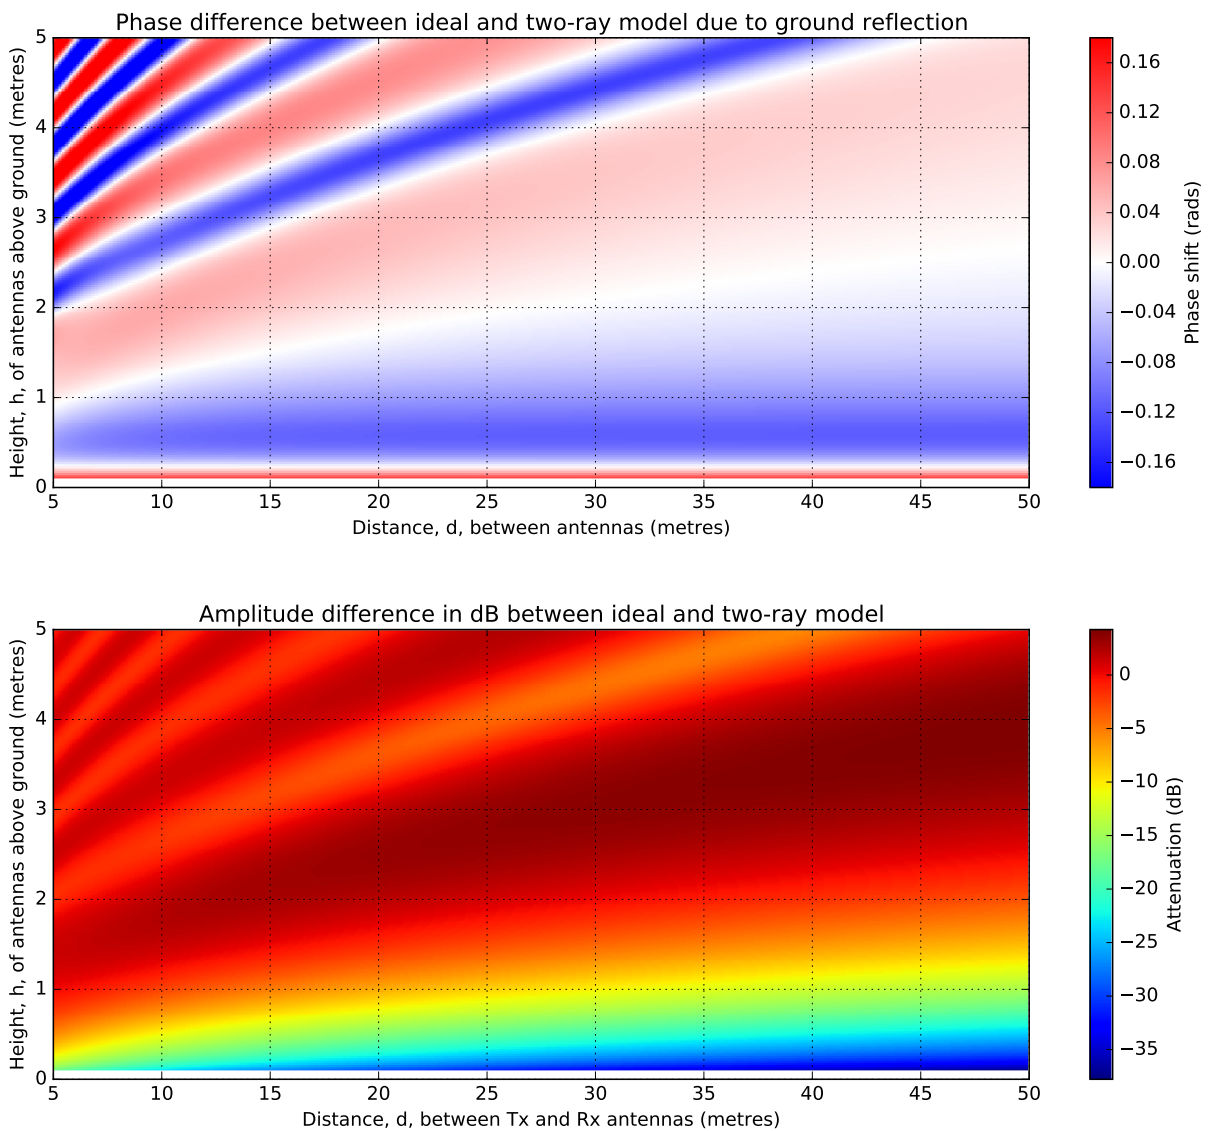 Phase difference between ideal and two-ray model due to ground reflection
Height, h, of antennas above ground (metres)
5
4
3
2
1
0
5 10 15 20 25 30 35 40 45 50
Distance, d, between antennas (metres)
0.16
0.12
0.08
0.04
0.00
−0.04
−0.08
−0.12
−0.16
Phase shift (rads)
Amplitude difference in dB between ideal and two-ray model
Height, h, of antennas above ground (metres)
5
4
3
2
1
0
5 10 15 20 25 30 35 40 45 50
Distance, d, between Tx and Rx antennas (metres)
0
−5
−10
−15
−20
−25
−30
−35
Attenuation (dB)